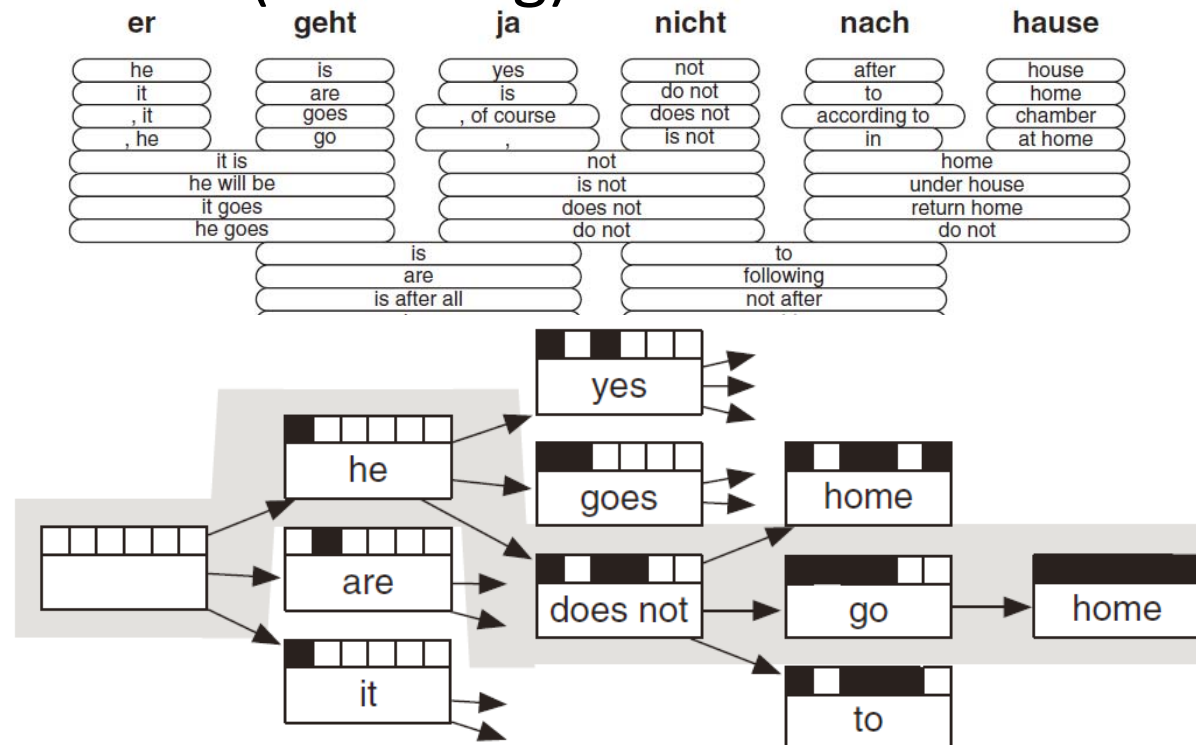 er geht ja nicht nach hause
he is yes not after house
it are is do not to home
, it goes , of course does not according to chamber
, he go , is not in at home
it is not home
he will be is not under house
it goes does not return home
he goes do not do not
is to
are following
is after all not after
yes
he goes home
are does not go home
it to